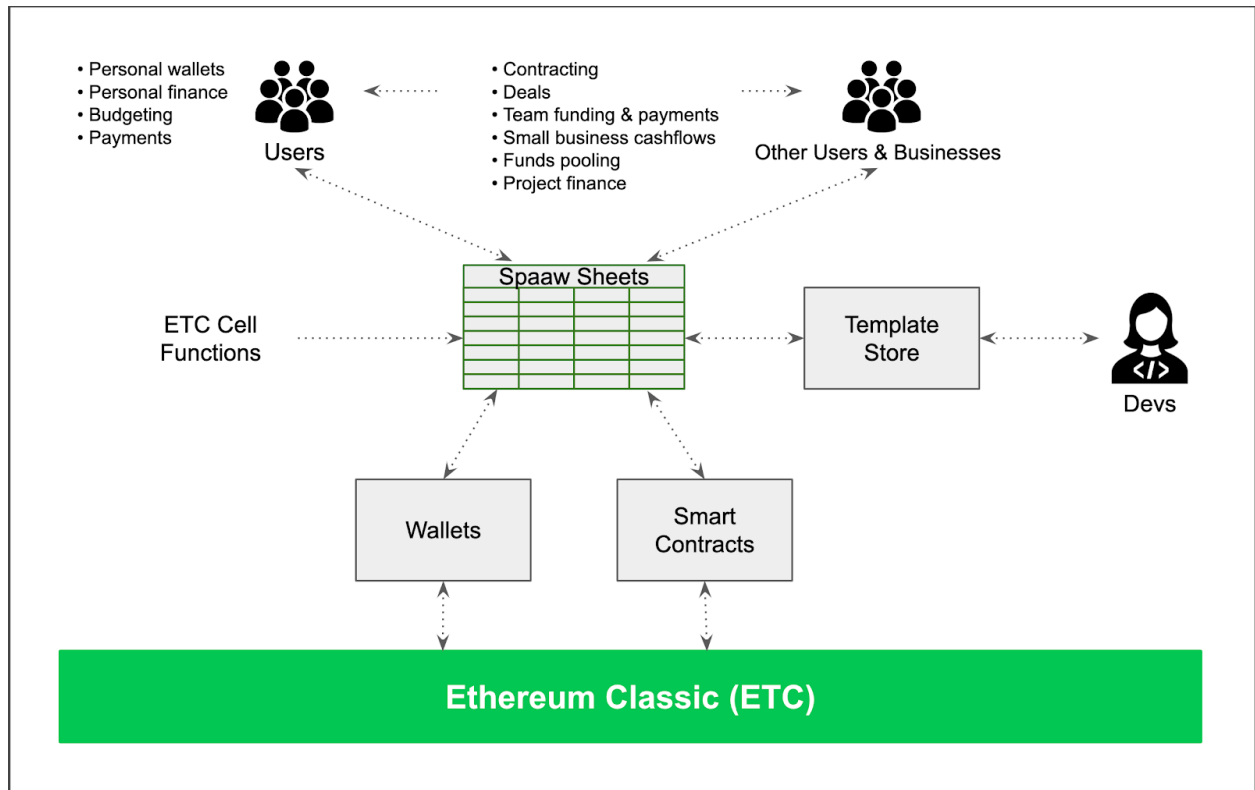 • Personal wallets
• Personal finance
• Budgeting
• Payments
Users
• Contracting
• Deals
• Team funding & payments
• Small business cashflows
• Funds pooling
• Project finance
Other Users & Businesses
Spaaw Sheets
ETC Cell
Functions
Template
Store
</>
Devs
Wallets
Smart
Contracts
Ethereum Classic (ETC)